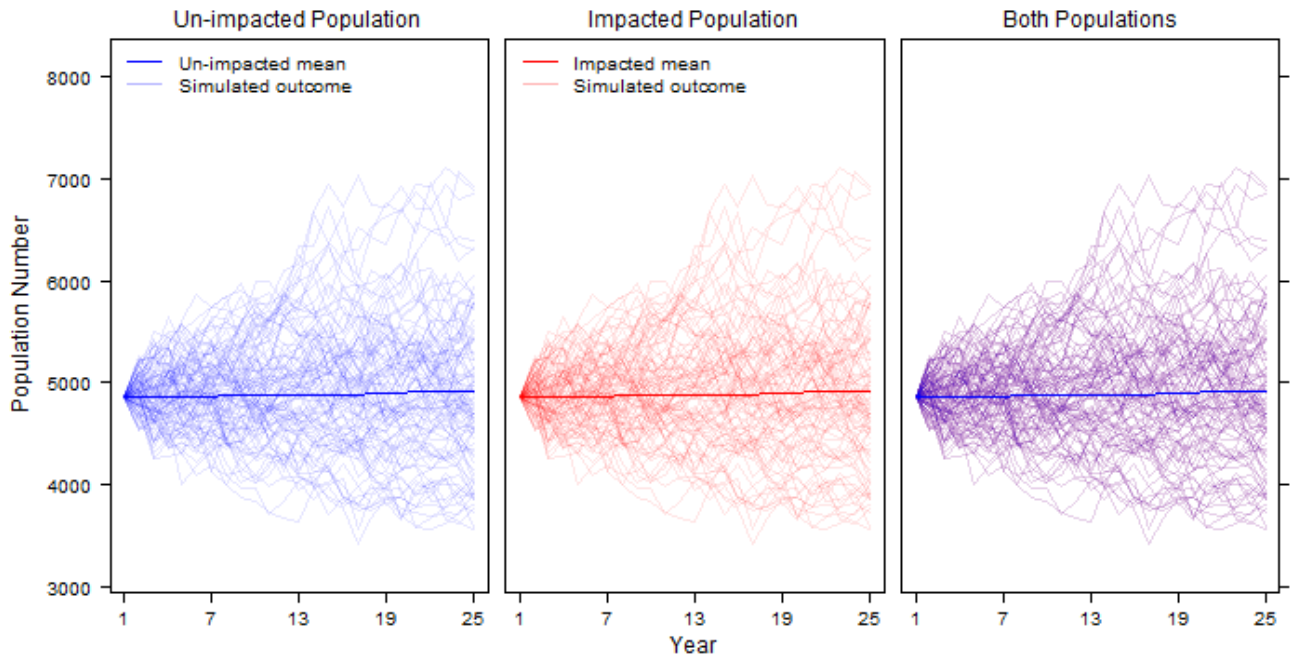 Un-impacted Population
Impacted Population
Both Populations
Un-impacted mean
Simulated outcome
Impacted mean
Simulated outcome
Population Number
8000
7000
6000
5000
4000
3000
1 7 13 19 25
1 7 13 19 25
1 7 13 19 25
Year